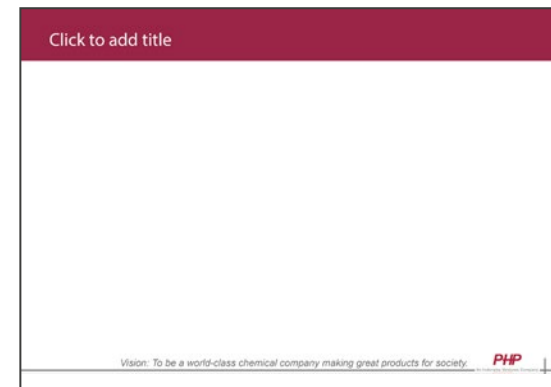 Click to add title
Vision: To be a world-class chemical company making great products for society.
PHP